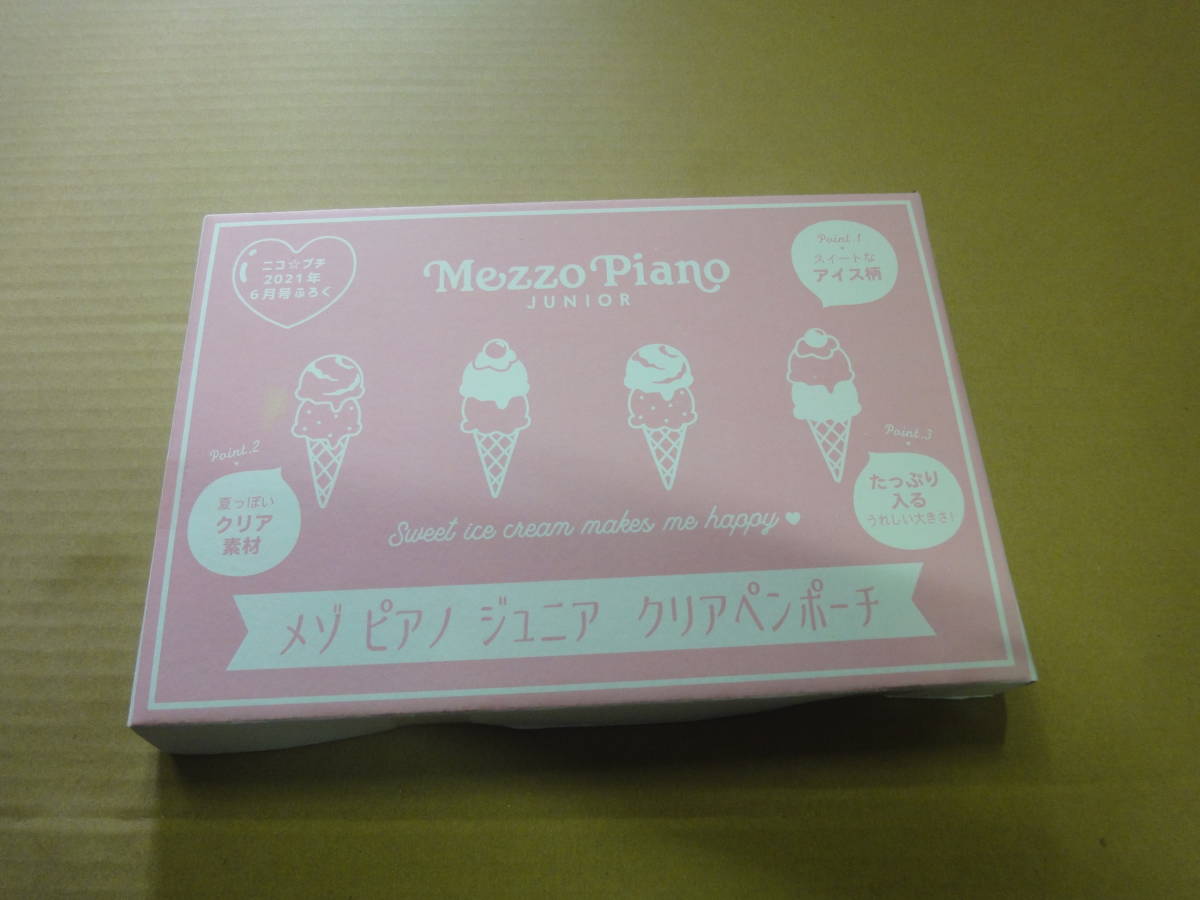 ニコ☆プチ
2021年
6月号ふろく
Mezzo Piano
JUNIOR
Point.1
スイートな
アイス柄
Point.2
夏っぽい
クリア
素材
Point.3
たっぷり
入る
うれしい大きさ!
Sweet ice cream makes me happy♥
メゾ ピアノ ジュニア クリアペンポーチ